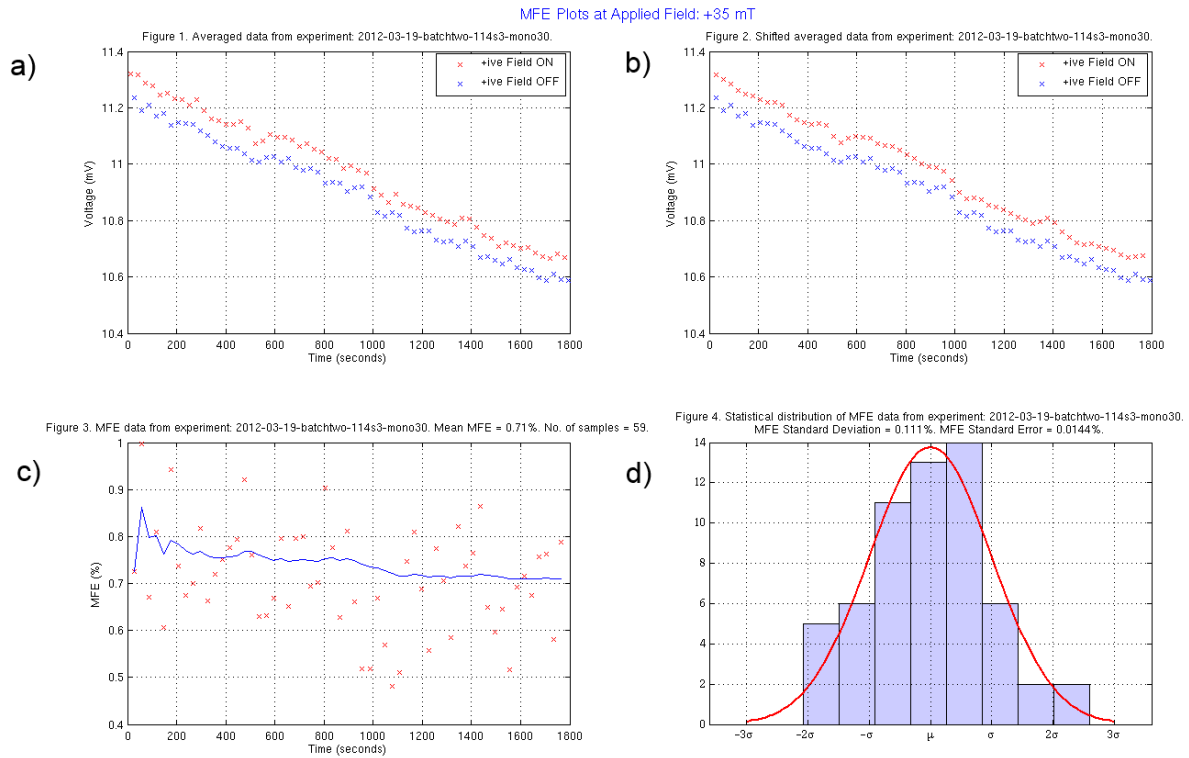 MFE Plots at Applied Field: +35 mT
a)
Figure 1. Averaged data from experiment: 2012-03-19-batchtwo-114s3-mono30.
11.4
11.2
11
10.8
10.6
10.4
Voltage (mV)
+ive Field ON
+ive Field OFF
0 200 400 600 800 1000 1200 1400 1600 1800
Time (seconds)
b)
Figure 2. Shifted averaged data from experiment: 2012-03-19-batchtwo-114s3-mono30.
11.4
11.2
11
10.8
10.6
10.4
Voltage (mV)
+ive Field ON
+ive Field OFF
0 200 400 600 800 1000 1200 1400 1600 1800
Time (seconds)
c)
Figure 3. MFE data from experiment: 2012-03-19-batchtwo-114s3-mono30. Mean MFE = 0.71%. No. of samples = 59.
1
0.9
0.8
0.7
0.6
0.5
0.4
MFE (%)
0 200 400 600 800 1000 1200 1400 1600 1800
Time (seconds)
d)
Figure 4. Statistical distribution of MFE data from experiment: 2012-03-19-batchtwo-114s3-mono30.
MFE Standard Deviation = 0.111%. MFE Standard Error = 0.0144%.
14
12
10
8
6
4
2
0
−3σ −2σ −σ μ σ 2σ 3σ